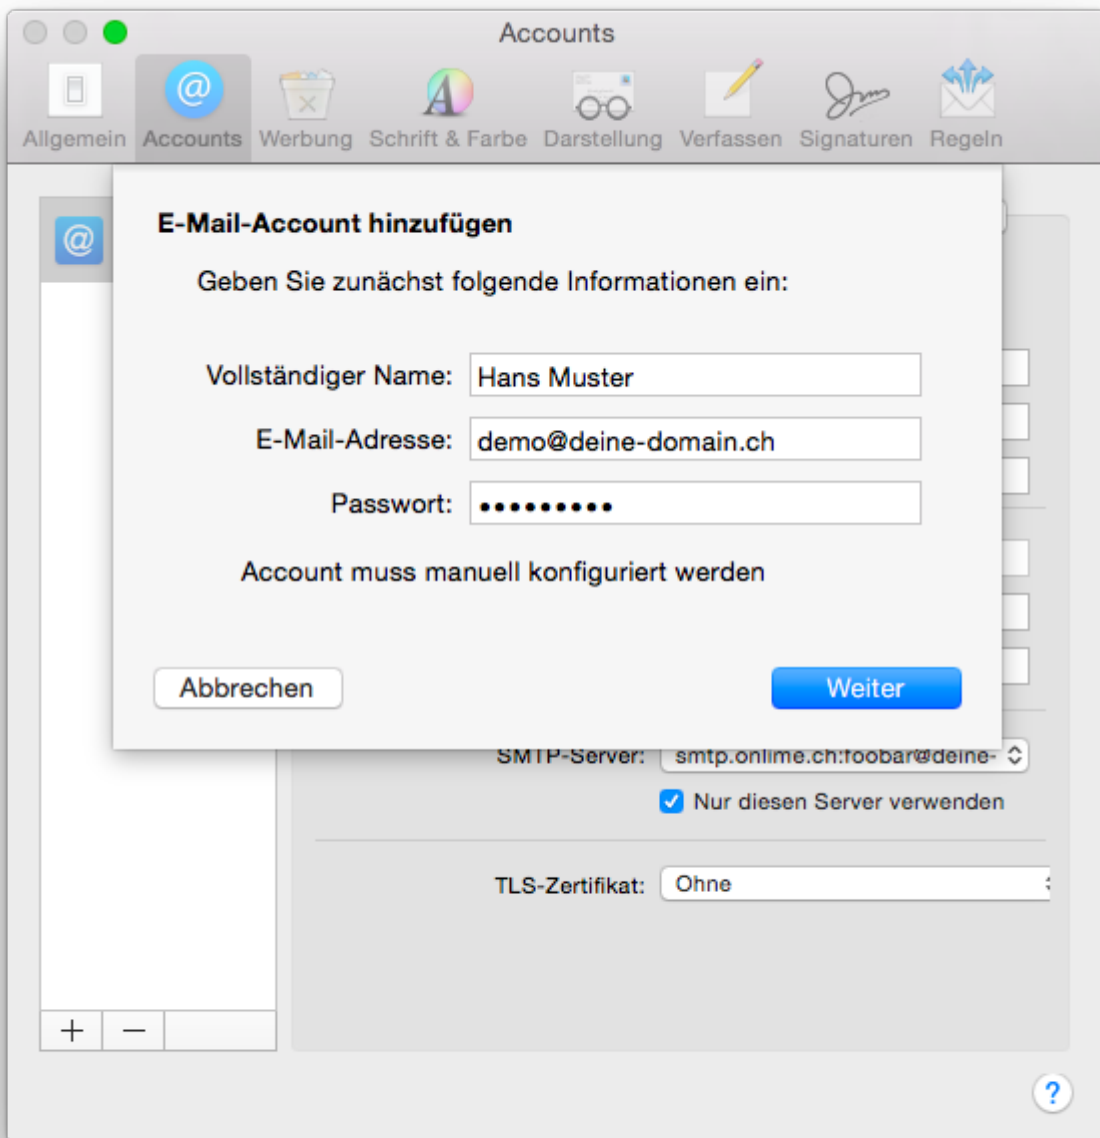 Accounts
Allgemein Accounts Werbung Schrift & Farbe Darstellung Verfassen Signaturen Regeln
E-Mail-Account hinzufügen
Geben Sie zunächst folgende Informationen ein:
Vollständiger Name: Hans Muster
E-Mail-Adresse: demo@deine-domain.ch
Passwort: •••••••••
Account muss manuell konfiguriert werden
Abbrechen Weiter
SMTP-Server: smtp.onlime.ch:foobar@deine-
Nur diesen Server verwenden
TLS-Zertifikat: Ohne
+ −
?